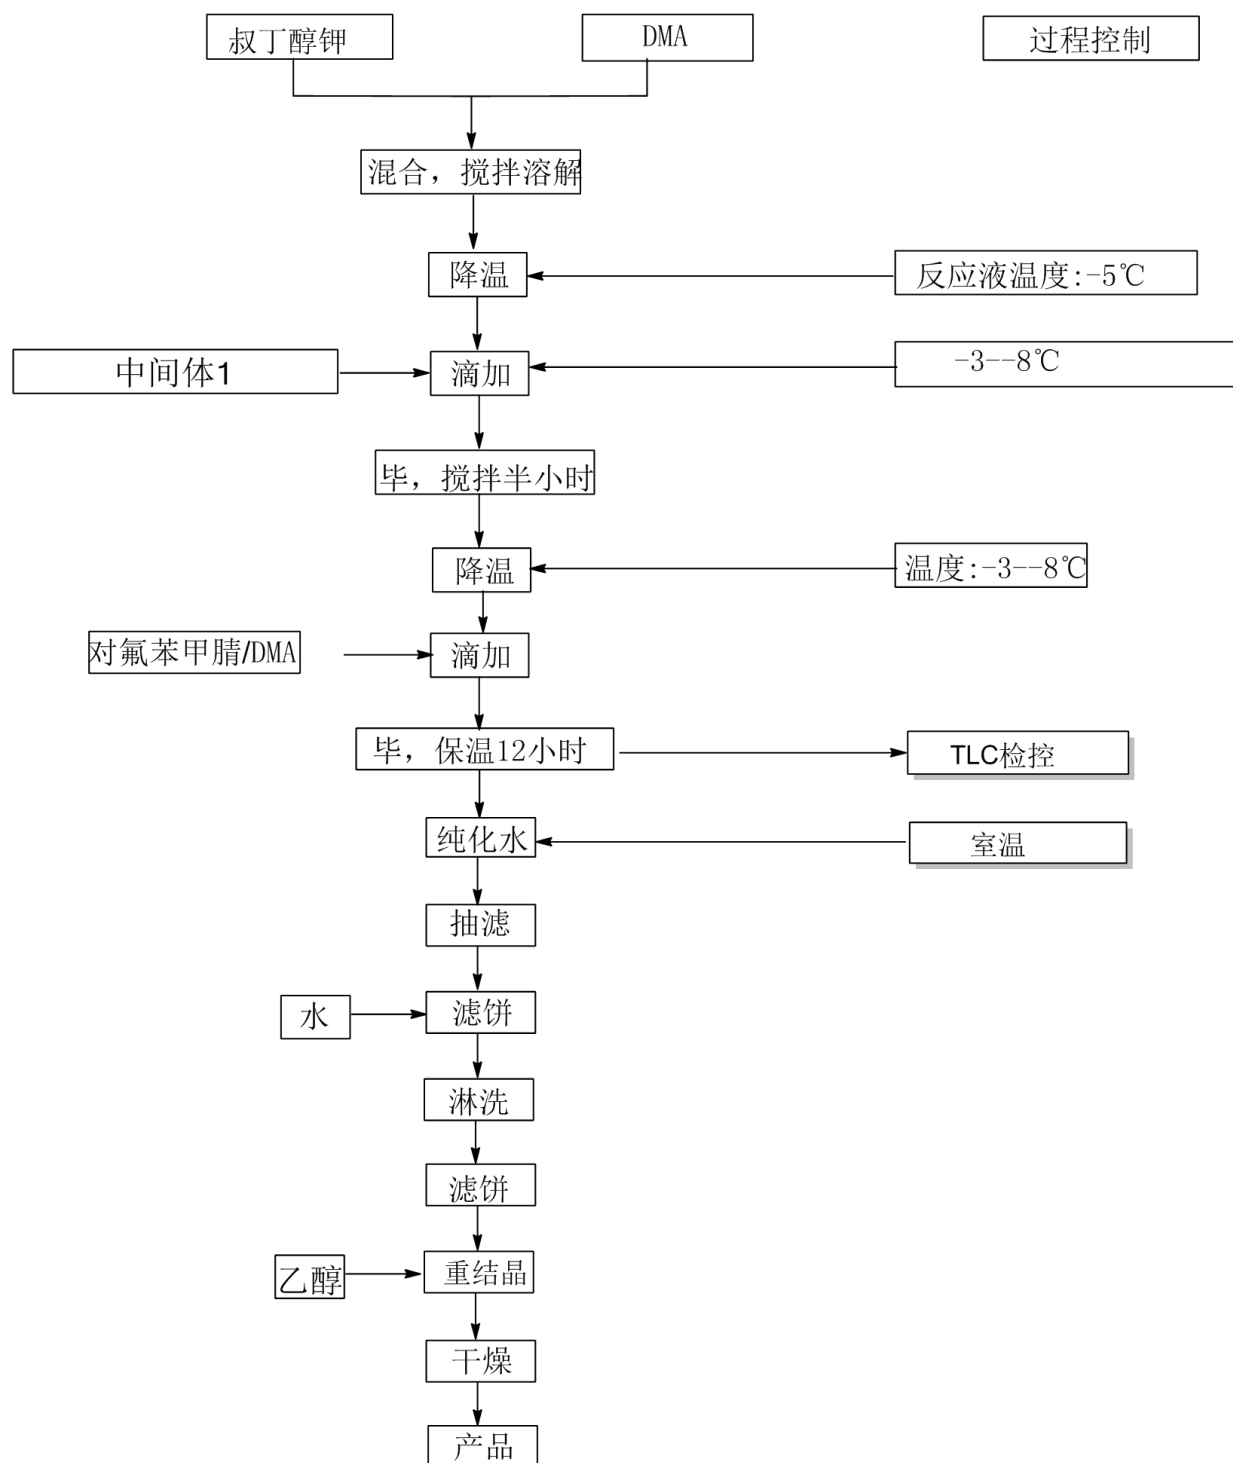 叔丁醇钾
DMA
过程控制
混合，搅拌溶解
降温
反应液温度:-5℃
中间体1
滴加
-3--8℃
毕，搅拌半小时
降温
温度:-3--8℃
对氟苯甲腈/DMA
滴加
毕，保温12小时
TLC检控
纯化水
室温
抽滤
水
滤饼
淋洗
滤饼
乙醇
重结晶
干燥
产品